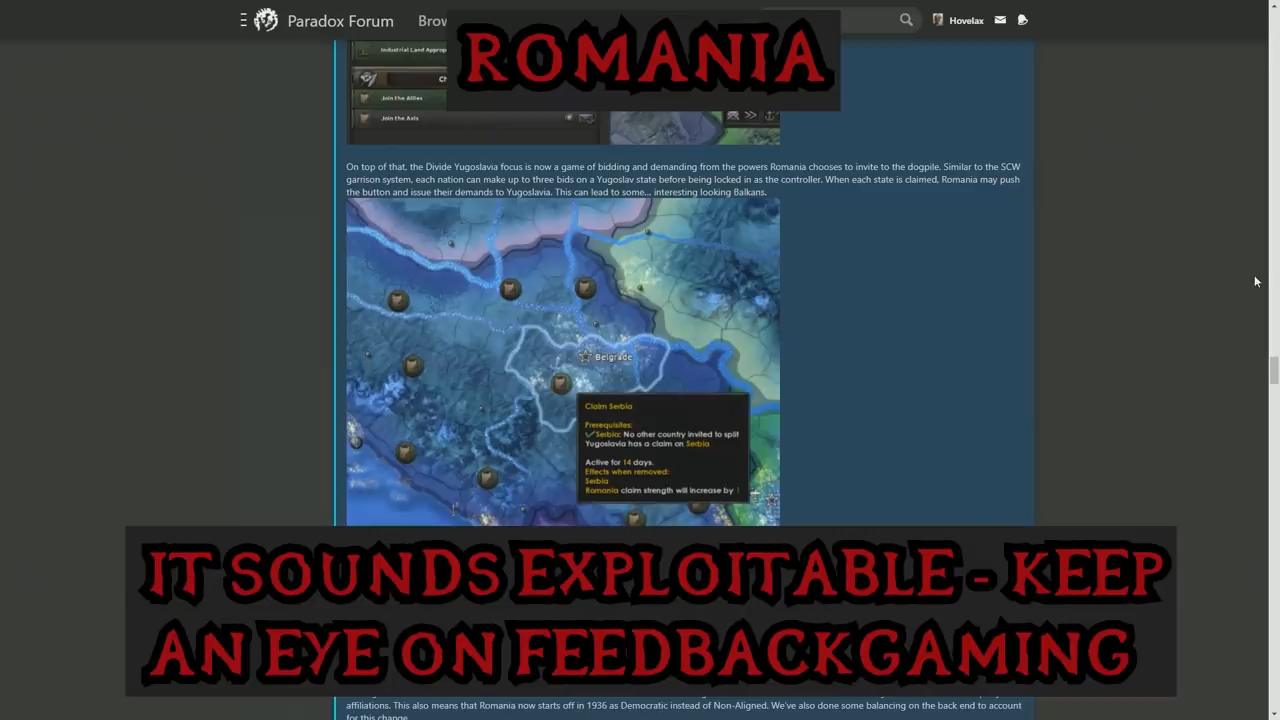 Paradox Forum
Brow
Hovelax
ROMANIA
Industrial Land Approp
Ch
Join the Allies
Join the Axis
On top of that, the Divide Yugoslavia focus is now a game of bidding and demanding from the powers Romania chooses to invite to the dogpile. Similar to the SCW
garrison system, each nation can make up to three bids on a Yugoslav state before being locked in as the controller. When each state is claimed, Romania may push
the button and issue their demands to Yugoslavia. This can lead to some... interesting looking Balkans.
Belgrade
Claim Serbia
Prerequisites:
Serbia: No other country invited to split
Yugoslavia has a claim on Serbia
Active for 14 days.
Effects when removed:
Serbia
Romania claim strength will increase by 1
IT SOUNDS EXPLOITABLE - KEEP
AN EYE ON FEEDBACKGAMING
affiliations. This also means that Romania now starts off in 1936 as Democratic instead of Non-Aligned. We've also done some balancing on the back end to account
for this change.